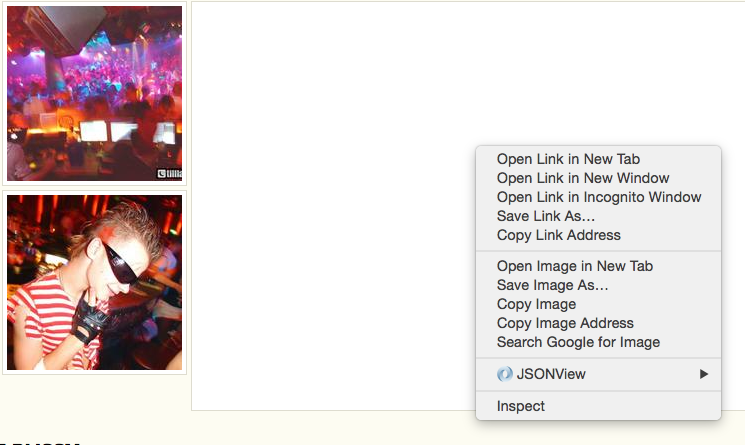 Open Link in New Tab
Open Link in New Window
Open Link in Incognito Window
Save Link As...
Copy Link Address
Open Image in New Tab
Save Image As...
Copy Image
Copy Image Address
Search Google for Image
JSONView
Inspect